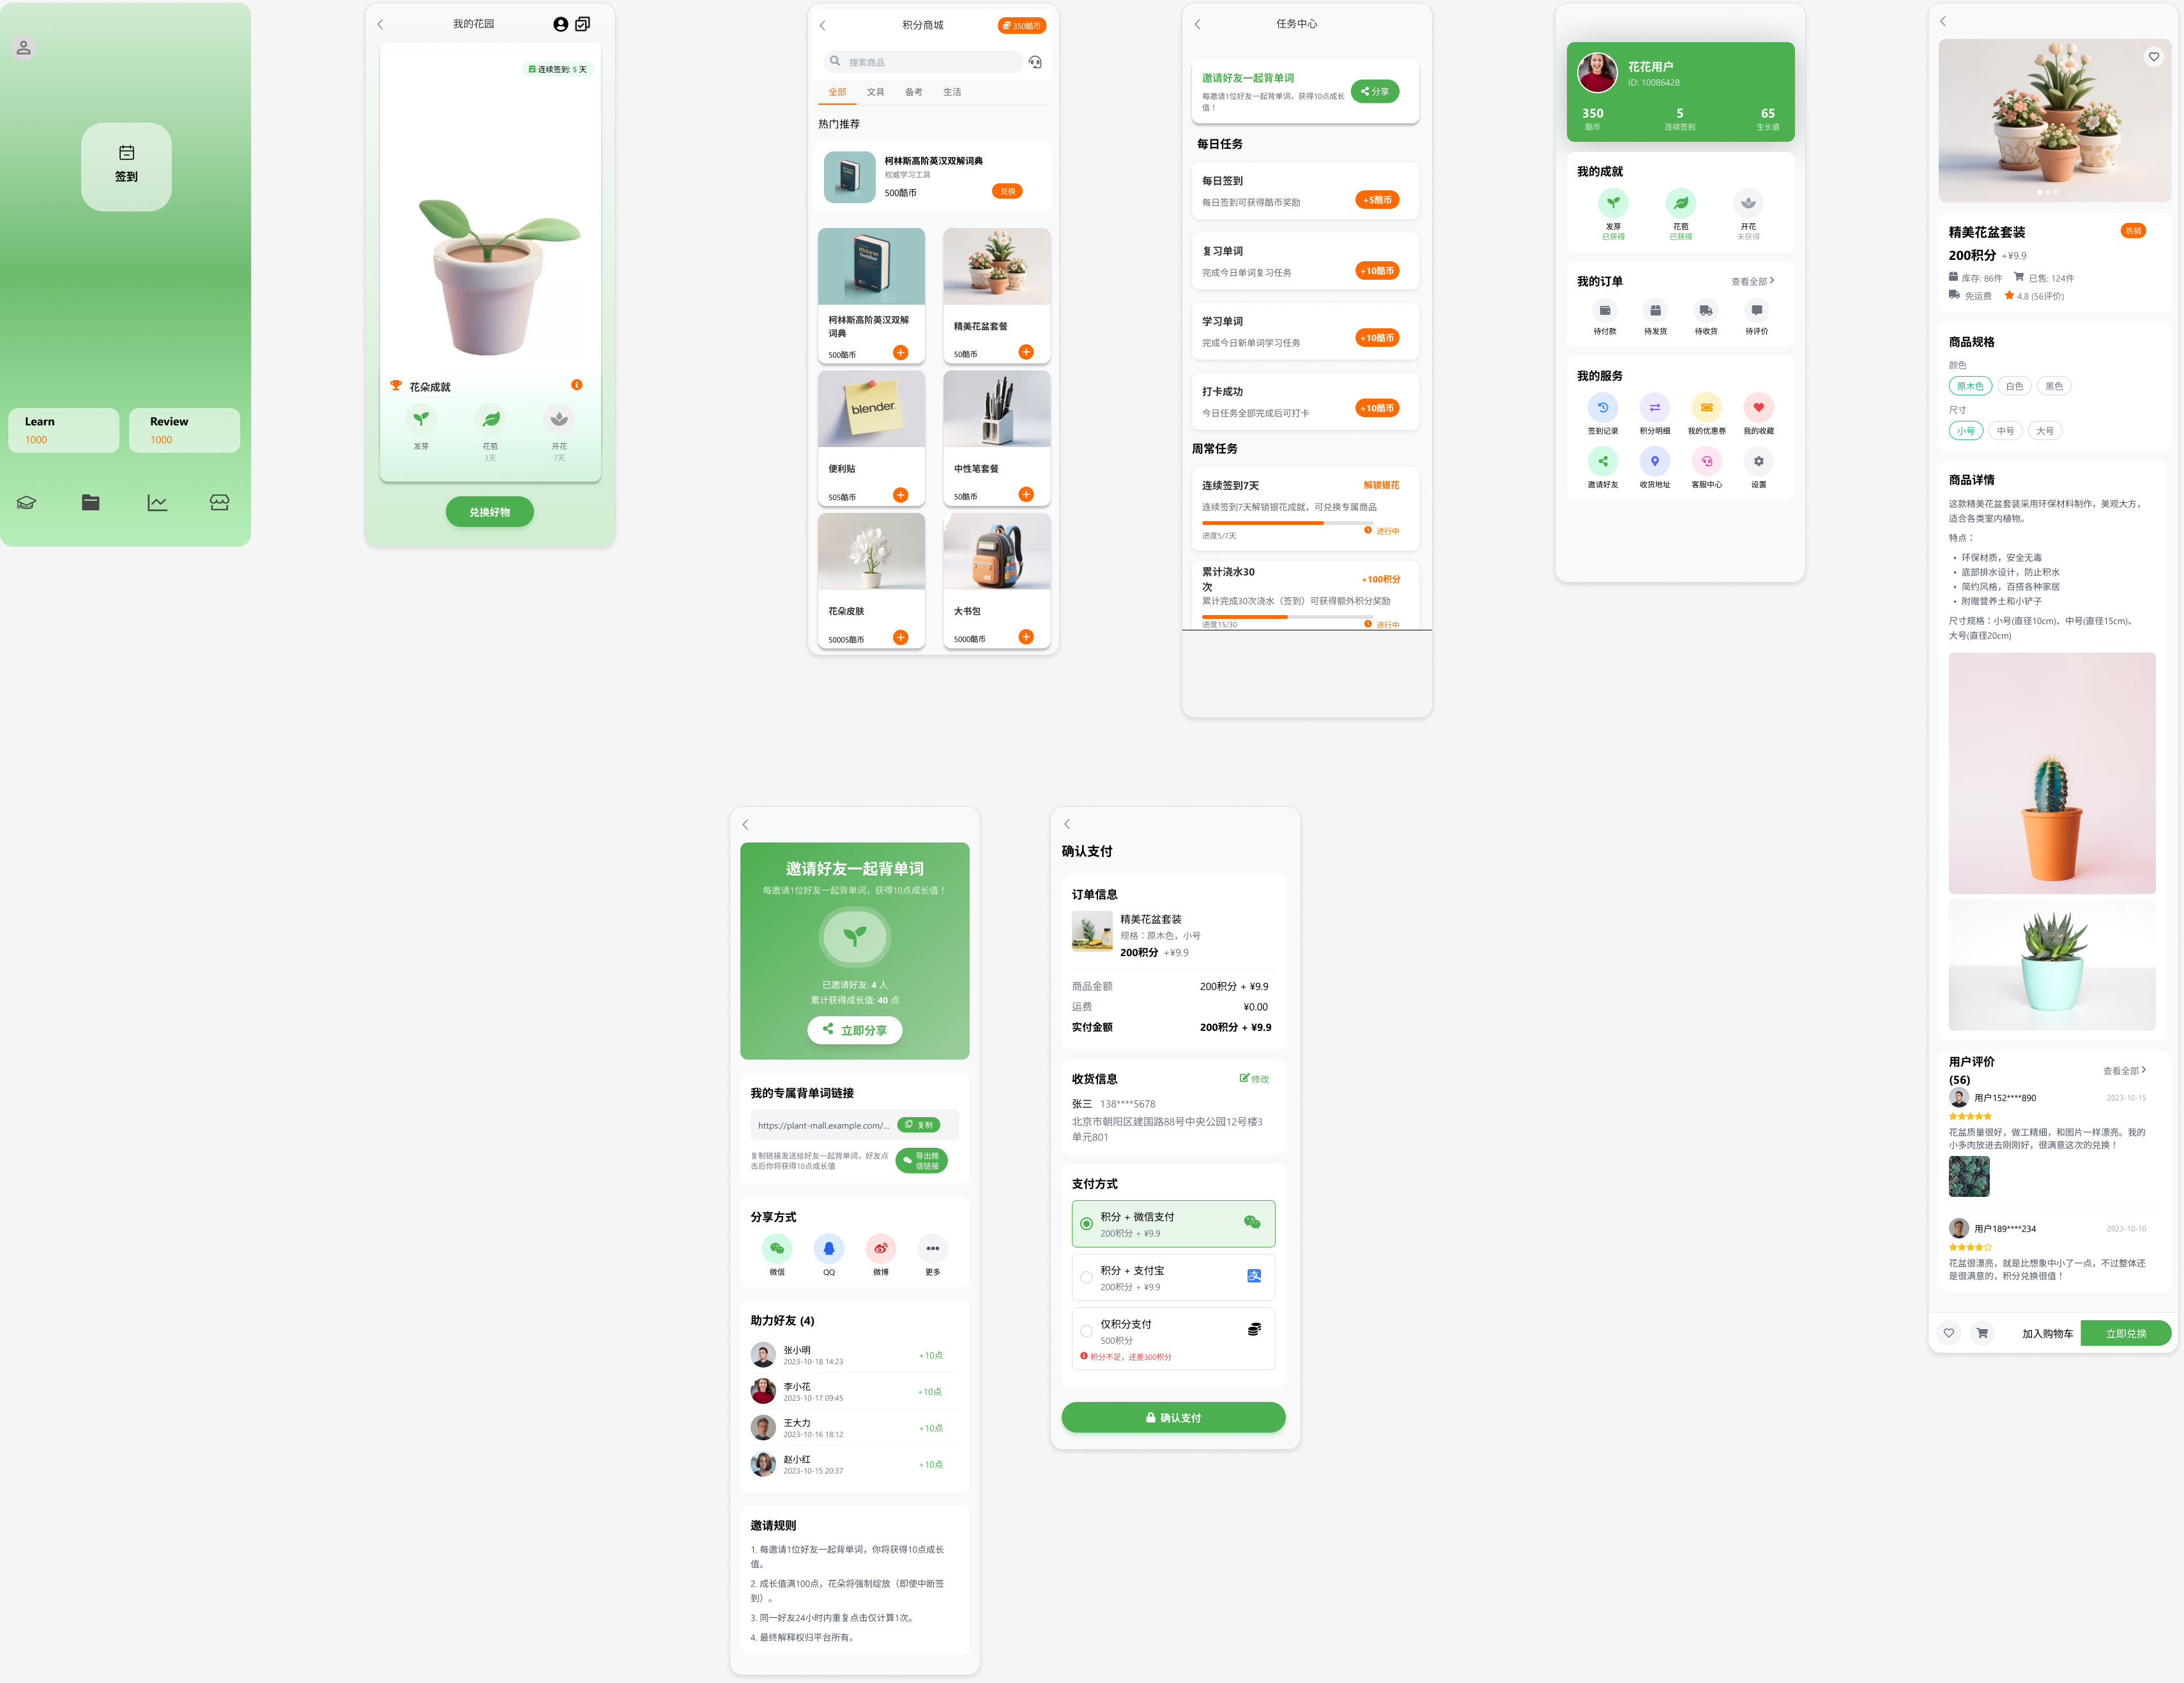 签到
Learn
1000
Review
1000
我的花园
连续签到: 5 天
花朵成就
发芽
花苞
3天
开花
7天
兑换好物
积分商城
350酷币
搜索商品
全部
文具
备考
生活
热门推荐
柯林斯高阶英汉双解词典
权威学习工具
500酷币
兑换
柯林斯高阶英汉双解
词典
500酷币
精美花盆套餐
50酷币
blender
便利贴
505酷币
中性笔套餐
50酷币
花朵皮肤
50005酷币
大书包
5000酷币
任务中心
邀请好友一起背单词
每邀请1位好友一起背单词，获得10点成长
值！
分享
每日任务
每日签到
每日签到可获得酷币奖励
+5酷币
复习单词
完成今日单词复习任务
+10酷币
学习单词
完成今日新单词学习任务
+10酷币
打卡成功
今日任务全部完成后可打卡
+10酷币
周常任务
连续签到7天
解锁银花
连续签到7天解锁银花成就，可兑换专属商品
进度5/7天
进行中
累计浇水30
次
+100积分
累计完成30次浇水（签到）可获得额外积分奖励
进度15/30
进行中
花花用户
ID: 10086428
350
酷币
5
连续签到
65
生长值
我的成就
发芽
已获得
花苞
已获得
开花
未获得
我的订单
查看全部
待付款
待发货
待收货
待评价
我的服务
签到记录
积分明细
我的优惠券
我的收藏
邀请好友
收货地址
客服中心
设置
精美花盆套装
热销
200积分 +¥9.9
库存: 86件
已售: 124件
免运费
4.8 (56评价)
商品规格
颜色
原木色
白色
黑色
尺寸
小号
中号
大号
商品详情
这款精美花盆套装采用环保材料制作，美观大方，
适合各类室内植物。
特点：
• 环保材质，安全无毒
• 底部排水设计，防止积水
• 简约风格，百搭各种家居
• 附赠营养土和小铲子
尺寸规格：小号(直径10cm)、中号(直径15cm)、
大号(直径20cm)
用户评价
(56)
查看全部
用户152****890
2023-10-15
花盆质量很好，做工精细，和图片一样漂亮。我的
小多肉放进去刚刚好，很满意这次的兑换！
用户189****234
2023-10-10
花盆很漂亮，就是比想象中小了一点，不过整体还
是很满意的，积分兑换很值！
加入购物车
立即兑换
邀请好友一起背单词
每邀请1位好友一起背单词，获得10点成长值！
已邀请好友: 4 人
累计获得成长值: 40 点
立即分享
我的专属背单词链接
https://plant-mall.example.com/...
复制
复制链接发送给好友一起背单词，好友点
击后你将获得10点成长值
导出微
信链接
分享方式
微信
QQ
微博
更多
助力好友 (4)
张小明
2023-10-18 14:23
+10点
李小花
2023-10-17 09:45
+10点
王大力
2023-10-16 18:12
+10点
赵小红
2023-10-15 20:37
+10点
邀请规则
1. 每邀请1位好友一起背单词，你将获得10点成长
值。
2. 成长值满100点，花朵将强制绽放（即使中断签
到）。
3. 同一好友24小时内重复点击仅计算1次。
4. 最终解释权归平台所有。
确认支付
订单信息
精美花盆套装
规格：原木色，小号
200积分 +¥9.9
商品金额
200积分 + ¥9.9
运费
¥0.00
实付金额
200积分 + ¥9.9
收货信息
修改
张三 138****5678
北京市朝阳区建国路88号中央公园12号楼3
单元801
支付方式
积分 + 微信支付
200积分 + ¥9.9
积分 + 支付宝
200积分 + ¥9.9
支
仅积分支付
500积分
积分不足，还差300积分
确认支付